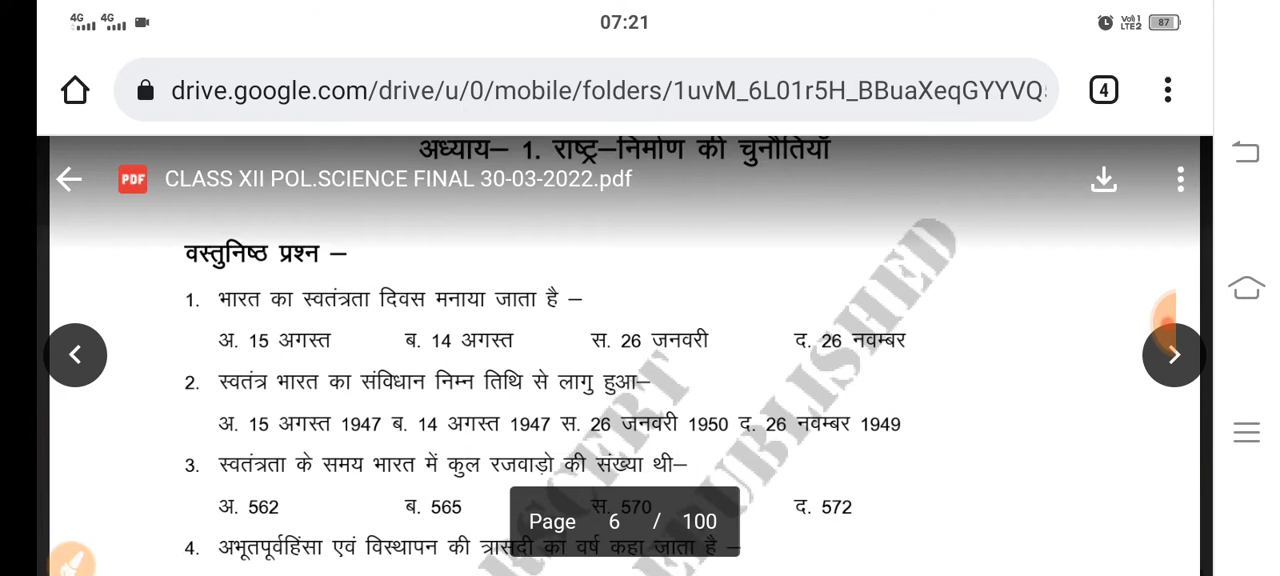 4G 4G 07:21 Vo)) 1 LTE2 87
drive.google.com/drive/u/0/mobile/folders/1uvM_6L01r5H_BBuaXeqGYYVQ 4
अध्याय– 1. राष्ट्र–निर्माण की चुनौतियाँ
PDF CLASS XII POL.SCIENCE FINAL 30-03-2022.pdf
वस्तुनिष्ठ प्रश्न –
1. भारत का स्वतंत्रता दिवस मनाया जाता है –
अ. 15 अगस्त ब. 14 अगस्त स. 26 जनवरी द. 26 नवम्बर
2. स्वतंत्र भारत का संविधान निम्न तिथि से लागु हुआ–
अ. 15 अगस्त 1947 ब. 14 अगस्त 1947 स. 26 जनवरी 1950 द. 26 नवम्बर 1949
3. स्वतंत्रता के समय भारत में कुल रजवाड़ो की संख्या थी–
अ. 562 ब. 565 स. 570 द. 572
Page 6 / 100
4. अभूतपूर्वहिंसा एवं विस्थापन की त्रासदी का वर्ष कहा जाता है –